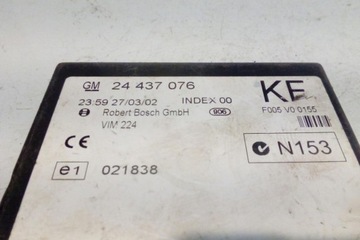 GM 24 437 076 KE
23:59 27/03/02 INDEX 00 F005 V0 0155
Robert Bosch GmbH 906
VIM 224
CE N153
e1 021838